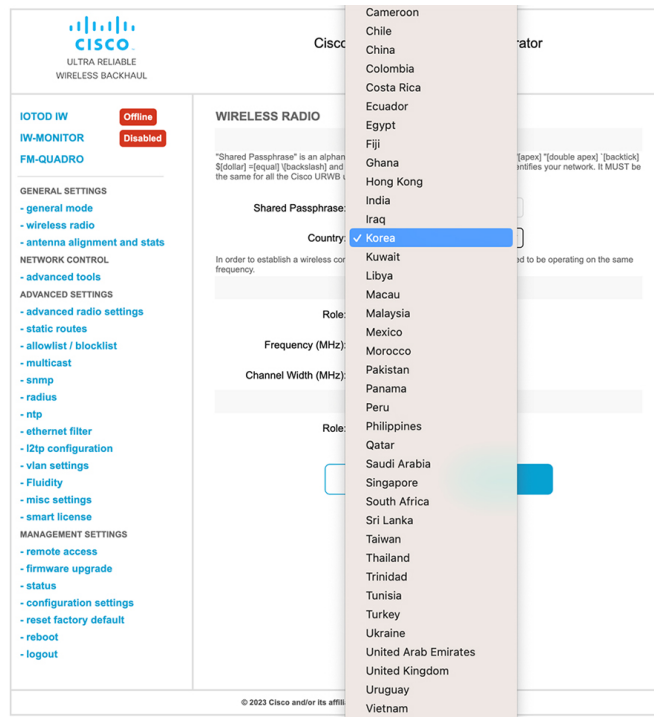 CISCO
ULTRA RELIABLE
WIRELESS BACKHAUL
Cisco
rator
IOTOD IW Offline
IW-MONITOR Disabled
FM-QUADRO
GENERAL SETTINGS
- general mode
- wireless radio
- antenna alignment and stats
NETWORK CONTROL
- advanced tools
ADVANCED SETTINGS
- advanced radio settings
- static routes
- allowlist / blocklist
- multicast
- snmp
- radius
- ntp
- ethernet filter
- l2tp configuration
- vlan settings
- Fluidity
- misc settings
- smart license
MANAGEMENT SETTINGS
- remote access
- firmware upgrade
- status
- configuration settings
- reset factory default
- reboot
- logout
WIRELESS RADIO
"Shared Passphrase" is an alphan '[apex] "[double apex] `[backtick]
$[dollar] =[equal] \[backslash] and entifies your network. It MUST be
the same for all the Cisco URWB
Shared Passphrase:
Country:
In order to establish a wireless con ed to be operating on the same
frequency.
Role:
Frequency (MHz):
Channel Width (MHz):
Role:
Cameroon
Chile
China
Colombia
Costa Rica
Ecuador
Egypt
Fiji
Ghana
Hong Kong
India
Iraq
✓ Korea
Kuwait
Libya
Macau
Malaysia
Mexico
Morocco
Pakistan
Panama
Peru
Philippines
Qatar
Saudi Arabia
Singapore
South Africa
Sri Lanka
Taiwan
Thailand
Trinidad
Tunisia
Turkey
Ukraine
United Arab Emirates
United Kingdom
Uruguay
Vietnam
© 2023 Cisco and/or its affili